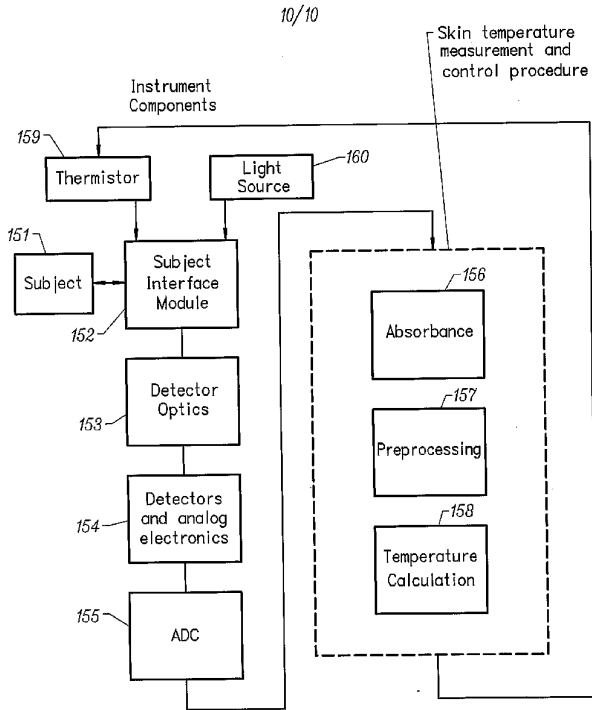 10/10
Skin temperature
measurement and
control procedure
Instrument
Components
159
Thermistor
Light
Source
160
151
Subject
Subject
Interface
Module
152
Detector
Optics
153
Detectors
and analog
electronics
154
ADC
155
156
Absorbance
157
Preprocessing
158
Temperature
Calculation